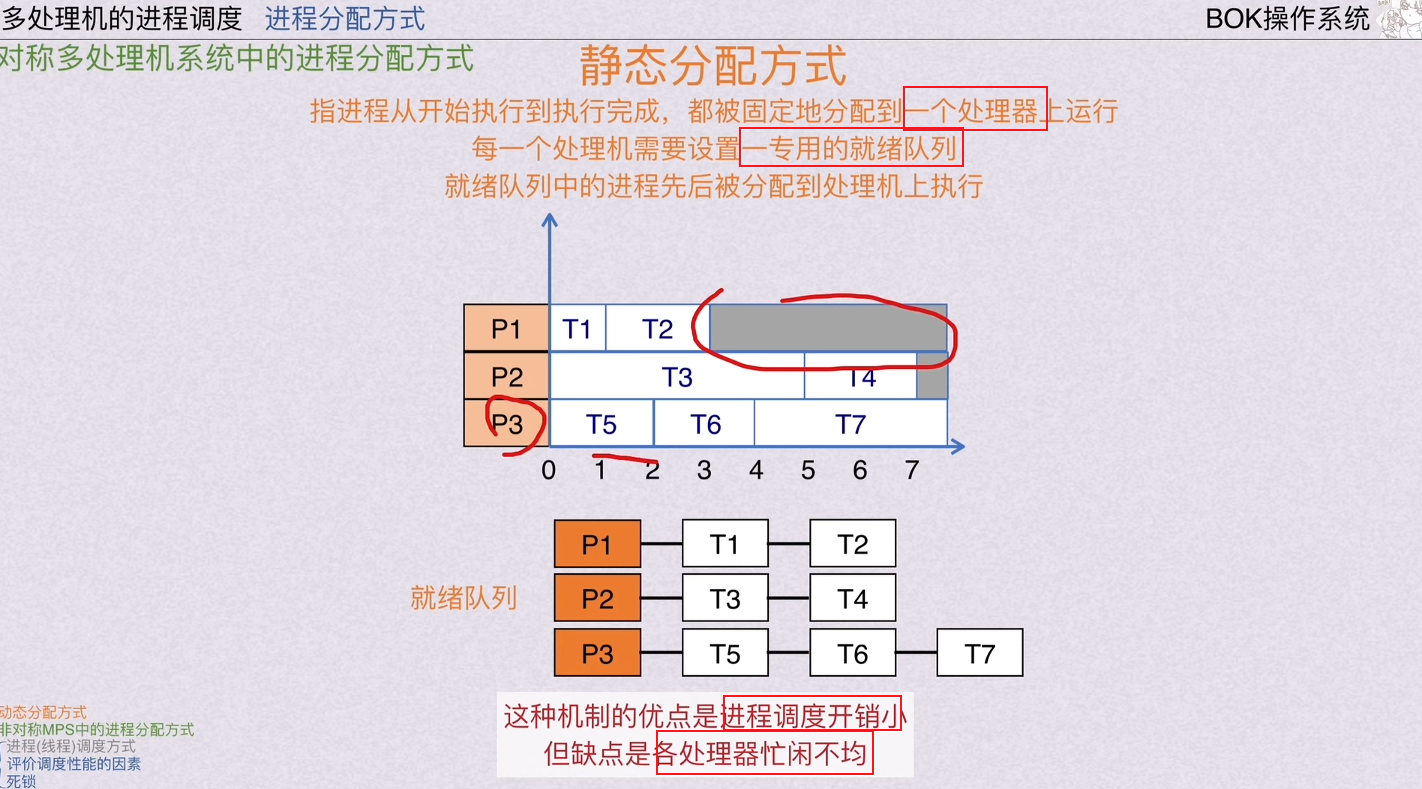 多处理机的进程调度 进程分配方式 BOK操作系统
对称多处理机系统中的进程分配方式
静态分配方式
指进程从开始执行到执行完成，都被固定地分配到一个处理器上运行
每一个处理机需要设置一专用的就绪队列
就绪队列中的进程先后被分配到处理机上执行
P1 T1 T2
P2 T3 T4
P3 T5 T6 T7
0 1 2 3 4 5 6 7
就绪队列
P1 T1 T2
P2 T3 T4
P3 T5 T6 T7
这种机制的优点是进程调度开销小
但缺点是各处理器忙闲不均
动态分配方式
非对称MPS中的进程分配方式
进程(线程)调度方式
评价调度性能的因素
死锁